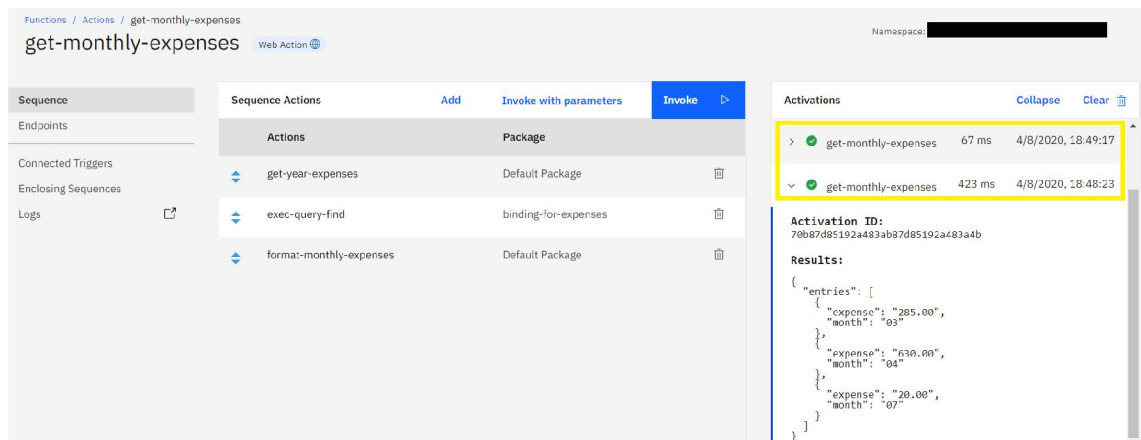 Functions / Actions / get-monthly-expenses
get-monthly-expenses Web Action
Namespace:
Sequence
Endpoints
Connected Triggers
Enclosing Sequences
Logs
Sequence Actions Add Invoke with parameters Invoke
Actions Package
get-year-expenses Default Package
exec-query-find binding-for-expenses
format-monthly-expenses Default Package
Activations Collapse Clear
get-monthly-expenses 67 ms 4/8/2020, 18:49:17
get-monthly-expenses 423 ms 4/8/2020, 18:48:23
Activation ID:
70b87d85192a483ab87d85192a483a4b
Results:
{
"entries": [
{
"expense": "285.00",
"month": "03"
},
{
"expense": "630.00",
"month": "04"
},
{
"expense": "20.00",
"month": "07"
}
]
}